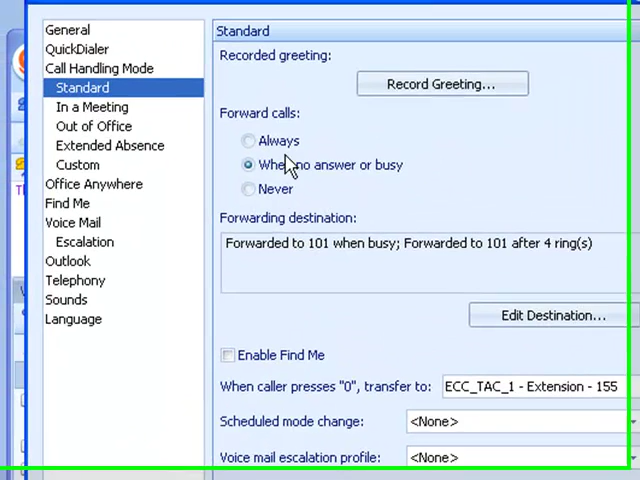 General
QuickDialer
Call Handling Mode
Standard
In a Meeting
Out of Office
Extended Absence
Custom
Office Anywhere
Find Me
Voice Mail
Escalation
Outlook
Telephony
Sounds
Language
Standard
Recorded greeting:
Record Greeting...
Forward calls:
Always
When no answer or busy
Never
Forwarding destination:
Forwarded to 101 when busy; Forwarded to 101 after 4 ring(s)
Edit Destination...
Enable Find Me
When caller presses "0", transfer to: ECC_TAC_1 - Extension - 155
Scheduled mode change: <None>
Voice mail escalation profile: <None>